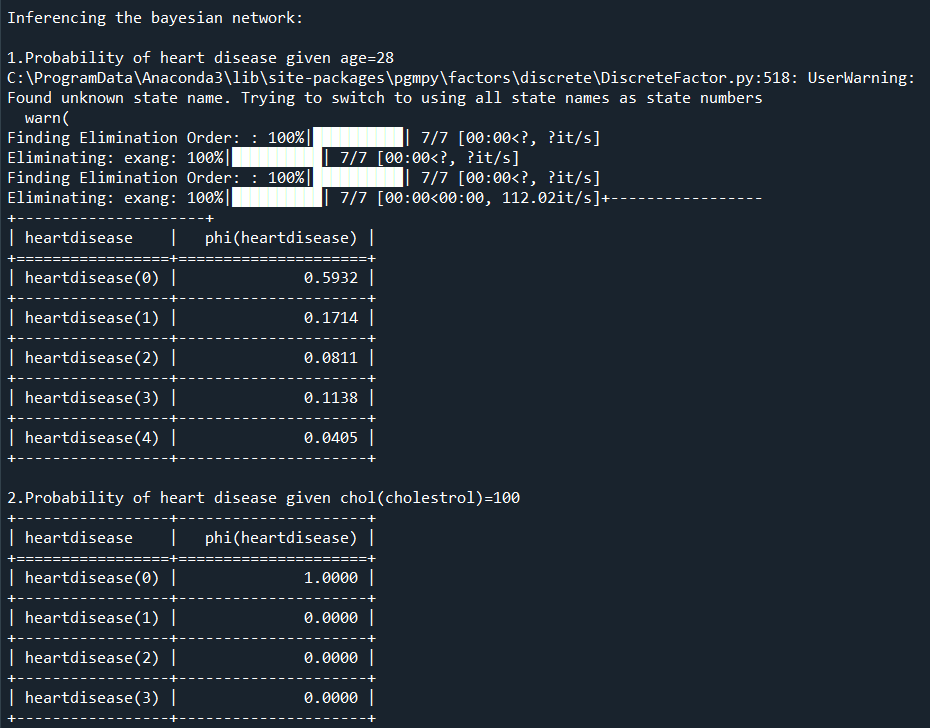 Inferencing the bayesian network:
1.Probability of heart disease given age=28
C:\ProgramData\Anaconda3\lib\site-packages\pgmpy\factors\discrete\DiscreteFactor.py:518: UserWarning:
Found unknown state name. Trying to switch to using all state names as state numbers
  warn(
Finding Elimination Order: : 100%|██████████| 7/7 [00:00<?, ?it/s]
Eliminating: exang: 100%|██████████| 7/7 [00:00<?, ?it/s]
Finding Elimination Order: : 100%|██████████| 7/7 [00:00<?, ?it/s]
Eliminating: exang: 100%|██████████| 7/7 [00:00<00:00, 112.02it/s]+-----------------
+---------------------+
| heartdisease    |   phi(heartdisease) |
+=================+=====================+
| heartdisease(0) |              0.5932 |
+-----------------+---------------------+
| heartdisease(1) |              0.1714 |
+-----------------+---------------------+
| heartdisease(2) |              0.0811 |
+-----------------+---------------------+
| heartdisease(3) |              0.1138 |
+-----------------+---------------------+
| heartdisease(4) |              0.0405 |
+-----------------+---------------------+
2.Probability of heart disease given chol(cholestrol)=100
+-----------------+---------------------+
| heartdisease    |   phi(heartdisease) |
+=================+=====================+
| heartdisease(0) |              1.0000 |
+-----------------+---------------------+
| heartdisease(1) |              0.0000 |
+-----------------+---------------------+
| heartdisease(2) |              0.0000 |
+-----------------+---------------------+
| heartdisease(3) |              0.0000 |
+-----------------+---------------------+